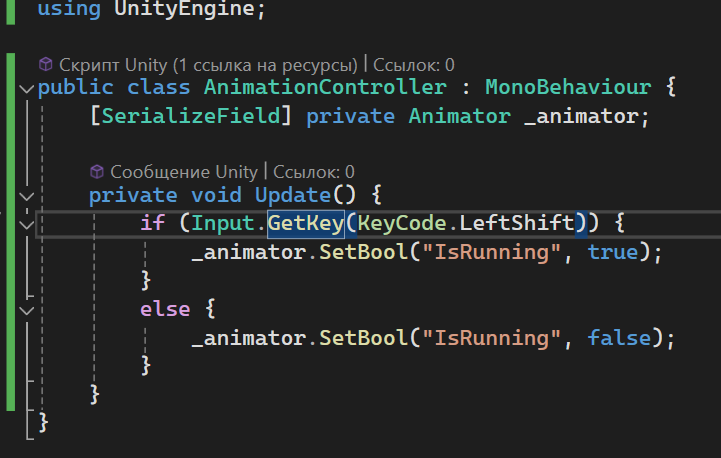 using UnityEngine;
Скрипт Unity (1 ссылка на ресурсы) | Ссылок: 0
public class AnimationController : MonoBehaviour {
[SerializeField] private Animator _animator;
Сообщение Unity | Ссылок: 0
private void Update() {
if (Input.GetKey(KeyCode.LeftShift)) {
_animator.SetBool("IsRunning", true);
}
else {
_animator.SetBool("IsRunning", false);
}
}
}